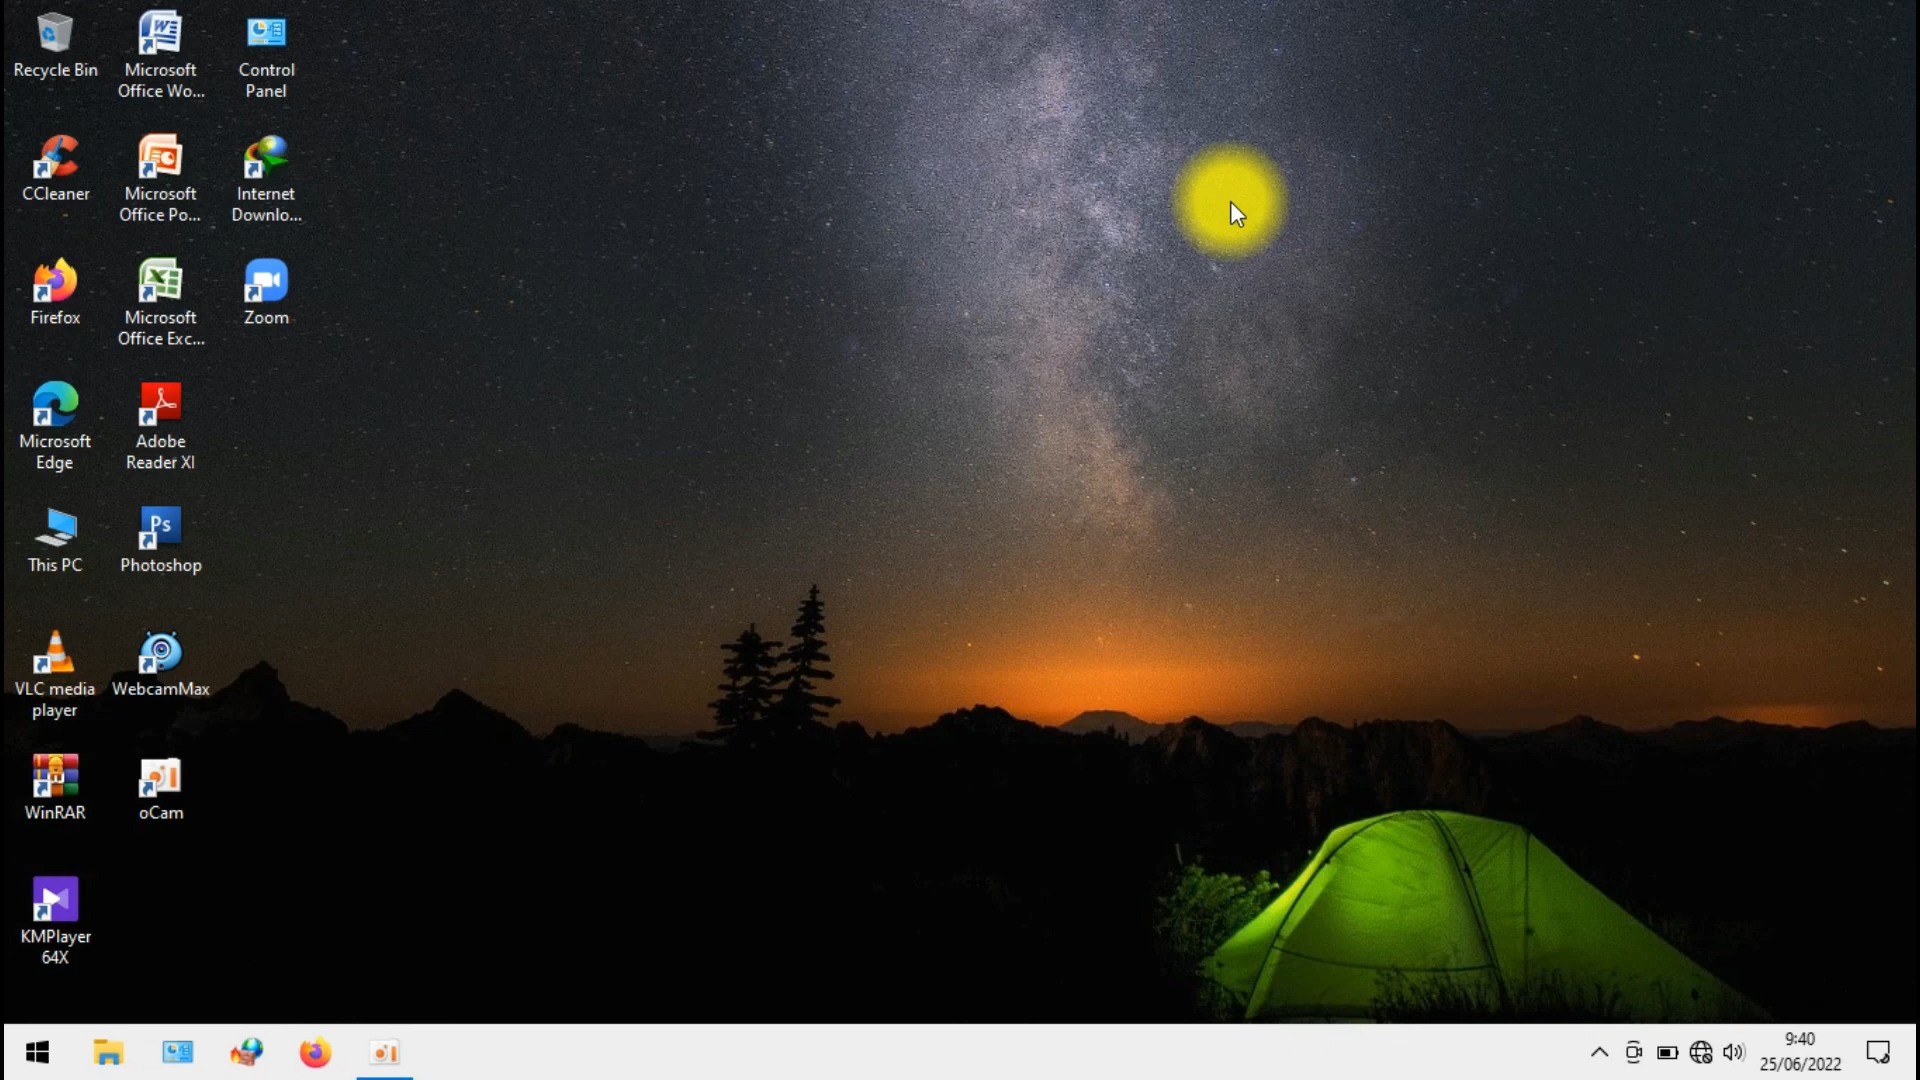 Recycle Bin
Microsoft
Office Wo...
Control
Panel
CCleaner
Microsoft
Office Po...
Internet
Downlo...
Firefox
Microsoft
Office Exc...
Zoom
Microsoft
Edge
Adobe
Reader XI
This PC
Ps
Photoshop
VLC media
player
WebcamMax
WinRAR
oCam
KMPlayer
64X
9:40
25/06/2022